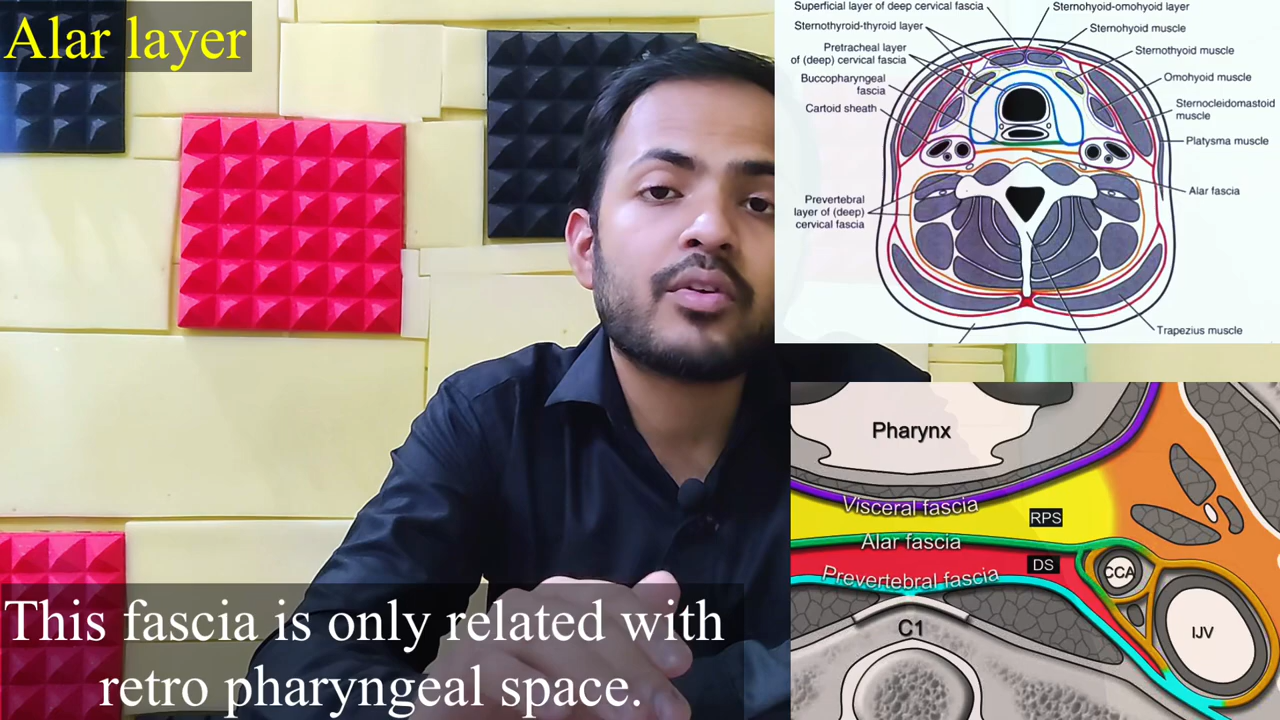 Alar layer
Superficial layer of deep cervical fascia
Sternohyoid-omohyoid layer
Sternothyroid-thyroid layer
Sternohyoid muscle
Pretracheal layer
of (deep) cervical fascia
Sternothyoid muscle
Buccopharyngeal
fascia
Omohyoid muscle
Cartoid sheath
Sternocleidomastoid
muscle
Platysma muscle
Alar fascia
Prevertebral
layer of (deep)
cervical fascia
Trapezius muscle
Pharynx
Visceral fascia
RPS
Alar fascia
DS
Prevertebral fascia
CCA
C1
IJV
This fascia is only related with
retro pharyngeal space.